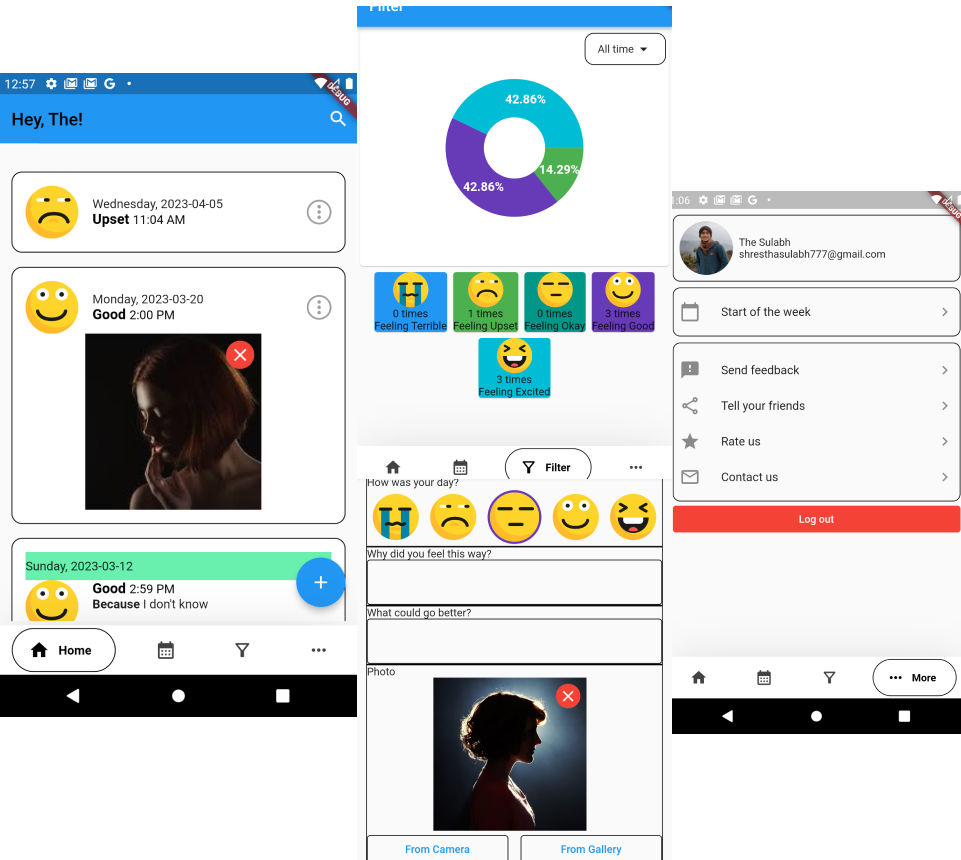 12:57
DEBUG
Hey, The!
Wednesday, 2023-04-05
Upset 11:04 AM
Monday, 2023-03-20
Good 2:00 PM
Sunday, 2023-03-12
Good 2:59 PM
Because I don't know
Home
Filter
All time
42.86%
14.29%
42.86%
0 times
Feeling Terrible
1 times
Feeling Upset
0 times
Feeling Okay
3 times
Feeling Good
3 times
Feeling Excited
Filter
How was your day?
Why did you feel this way?
What could go better?
Photo
From Camera
From Gallery
:06
DEBUG
The Sulabh
shresthasulabh777@gmail.com
Start of the week
Send feedback
Tell your friends
Rate us
Contact us
Log out
More